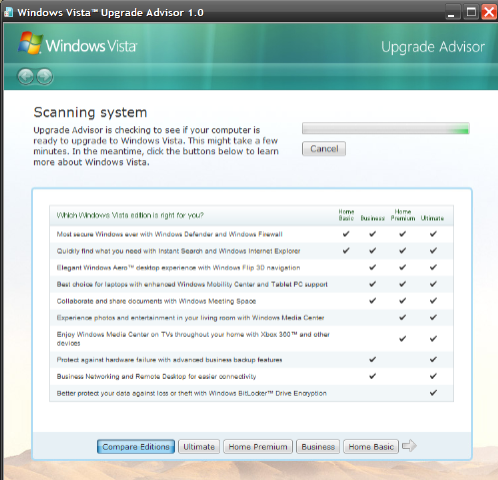 Windows Vista™ Upgrade Advisor 1.0
Windows Vista™
Upgrade Advisor
Scanning system
Upgrade Advisor is checking to see if your computer is
ready to upgrade to Windows Vista. This might take a few
minutes. In the meantime, click the buttons below to learn
more about Windows Vista.
Cancel
Which Windows Vista edition is right for you?
Home Basic
Business
Home Premium
Ultimate
Most secure Windows ever with Windows Defender and Windows Firewall
Quickly find what you need with Instant Search and Windows Internet Explorer
Elegant Windows Aero™ desktop experience with Windows Flip 3D navigation
Best choice for laptops with enhanced Windows Mobility Center and Tablet PC support
Collaborate and share documents with Windows Meeting Space
Experience photos and entertainment in your living room with Windows Media Center
Enjoy Windows Media Center on TVs throughout your home with Xbox 360™ and other
devices
Protect against hardware failure with advanced business backup features
Business Networking and Remote Desktop for easier connectivity
Better protect your data against loss or theft with Windows BitLocker™ Drive Encryption
Compare Editions
Ultimate
Home Premium
Business
Home Basic